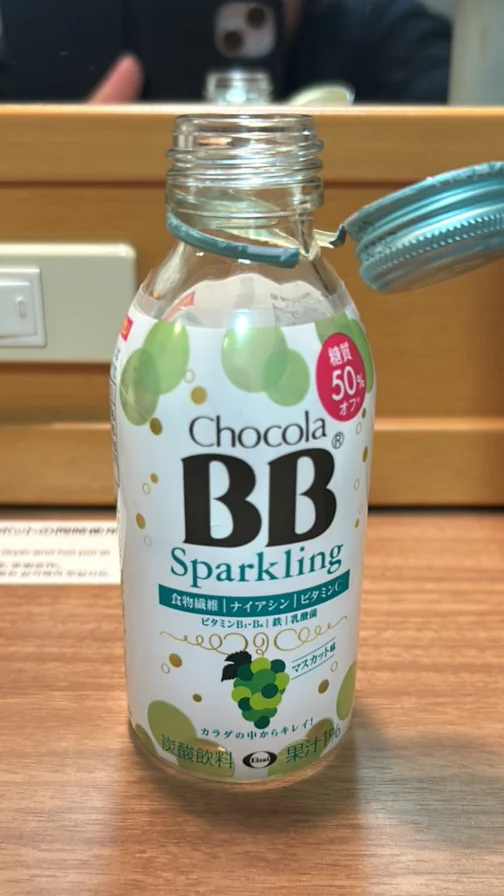 糖質
50%
オフ*
Chocola®
BB
Sparkling
食物繊維|ナイアシン|ビタミンC
ビタミンB₁・B₆|鉄|乳酸菌
マスカット味
カラダの中からキレイ!
炭酸飲料 Eisai 果汁1%